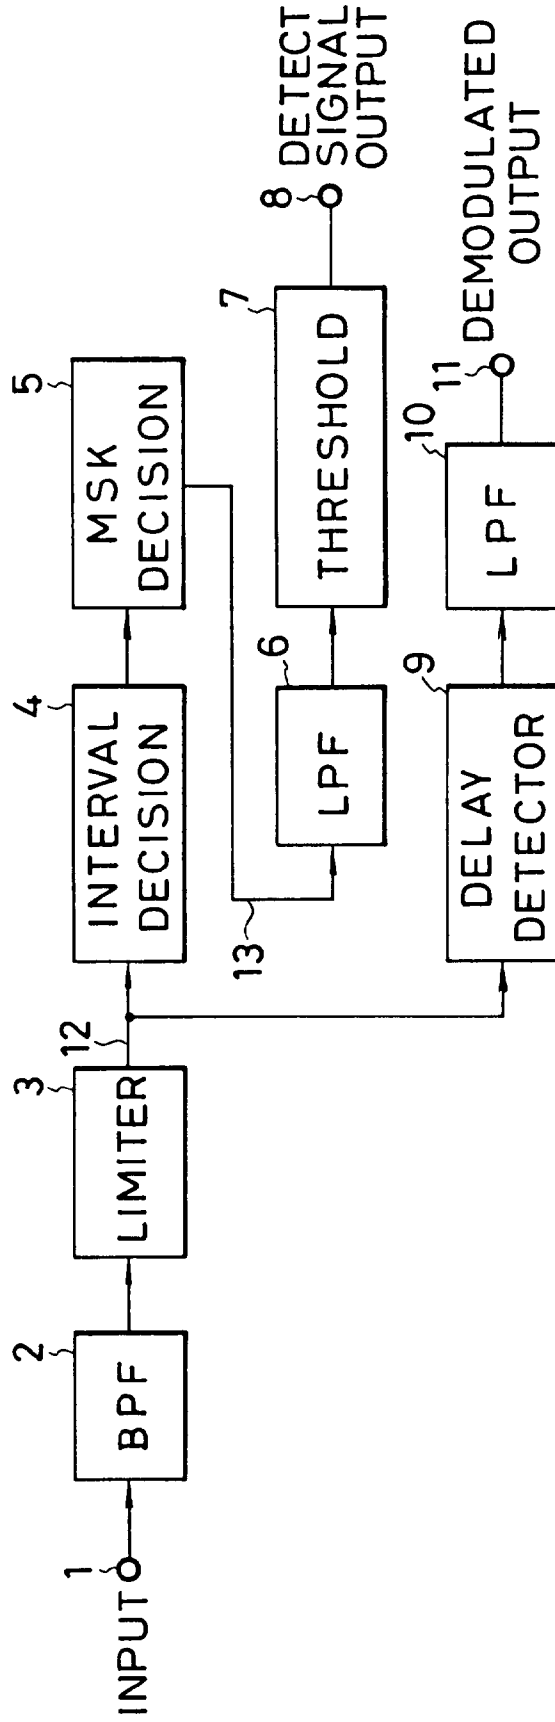 INPUT
1
2
BPF
3
LIMITER
12
4
INTERVAL
DECISION
5
MSK
DECISION
13
6
LPF
7
THRESHOLD
8
DETECT
SIGNAL
OUTPUT
9
DELAY
DETECTOR
10
LPF
11
DEMODULATED
OUTPUT